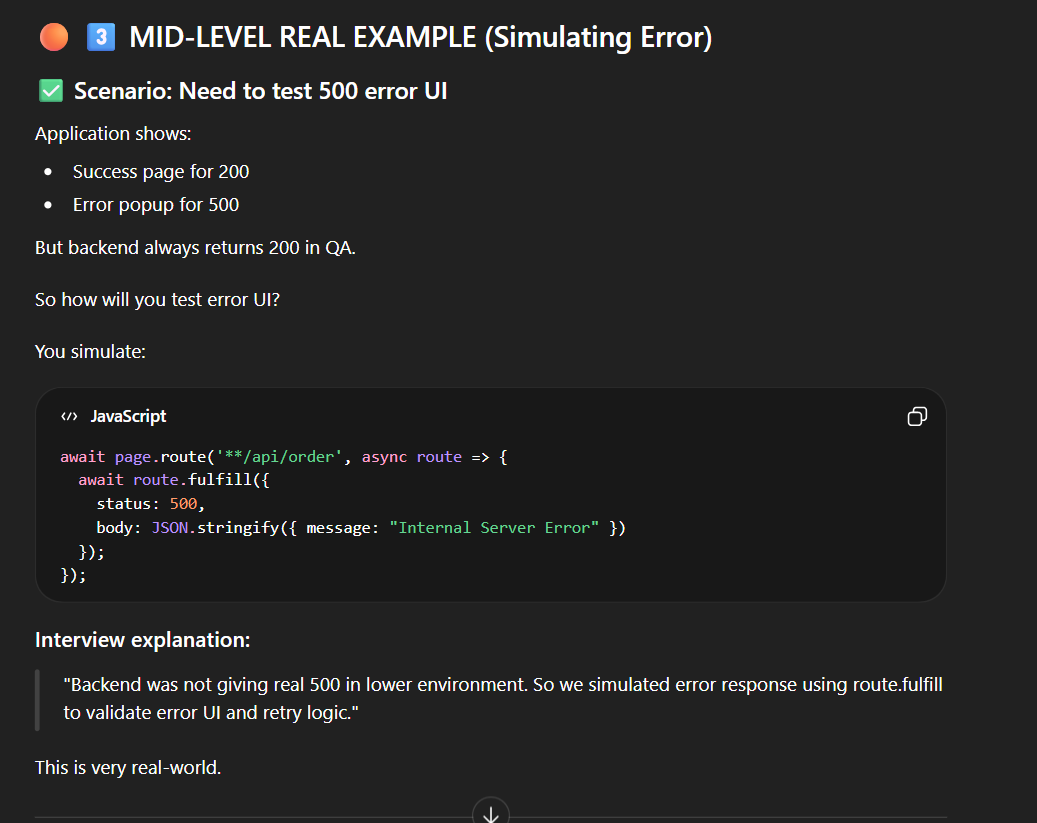 3 MID-LEVEL REAL EXAMPLE (Simulating Error)
Scenario: Need to test 500 error UI
Application shows:
• Success page for 200
• Error popup for 500
But backend always returns 200 in QA.
So how will you test error UI?
You simulate:
</> JavaScript
await page.route('**/api/order', async route => {
  await route.fulfill({
    status: 500,
    body: JSON.stringify({ message: "Internal Server Error" })
  });
});
Interview explanation:
"Backend was not giving real 500 in lower environment. So we simulated error response using route.fulfill
to validate error UI and retry logic."
This is very real-world.